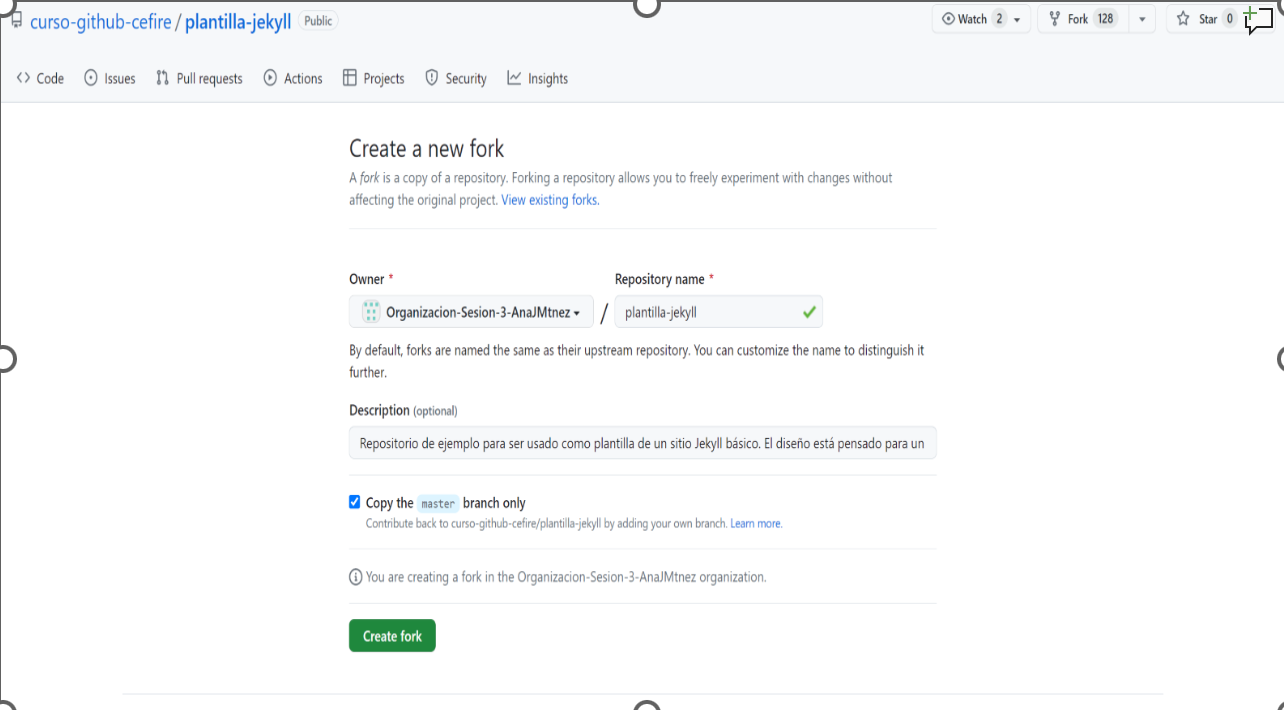 curso-github-cefire / plantilla-jekyll Public
Watch 2 Fork 128 Star 0
Code Issues Pull requests Actions Projects Security Insights
Create a new fork
A fork is a copy of a repository. Forking a repository allows you to freely experiment with changes without
affecting the original project. View existing forks.
Owner * Repository name *
Organizacion-Sesion-3-AnaJMtnez / plantilla-jekyll
By default, forks are named the same as their upstream repository. You can customize the name to distinguish it
further.
Description (optional)
Repositorio de ejemplo para ser usado como plantilla de un sitio Jekyll básico. El diseño está pensado para un
Copy the master branch only
Contribute back to curso-github-cefire/plantilla-jekyll by adding your own branch. Learn more.
You are creating a fork in the Organizacion-Sesion-3-AnaJMtnez organization.
Create fork